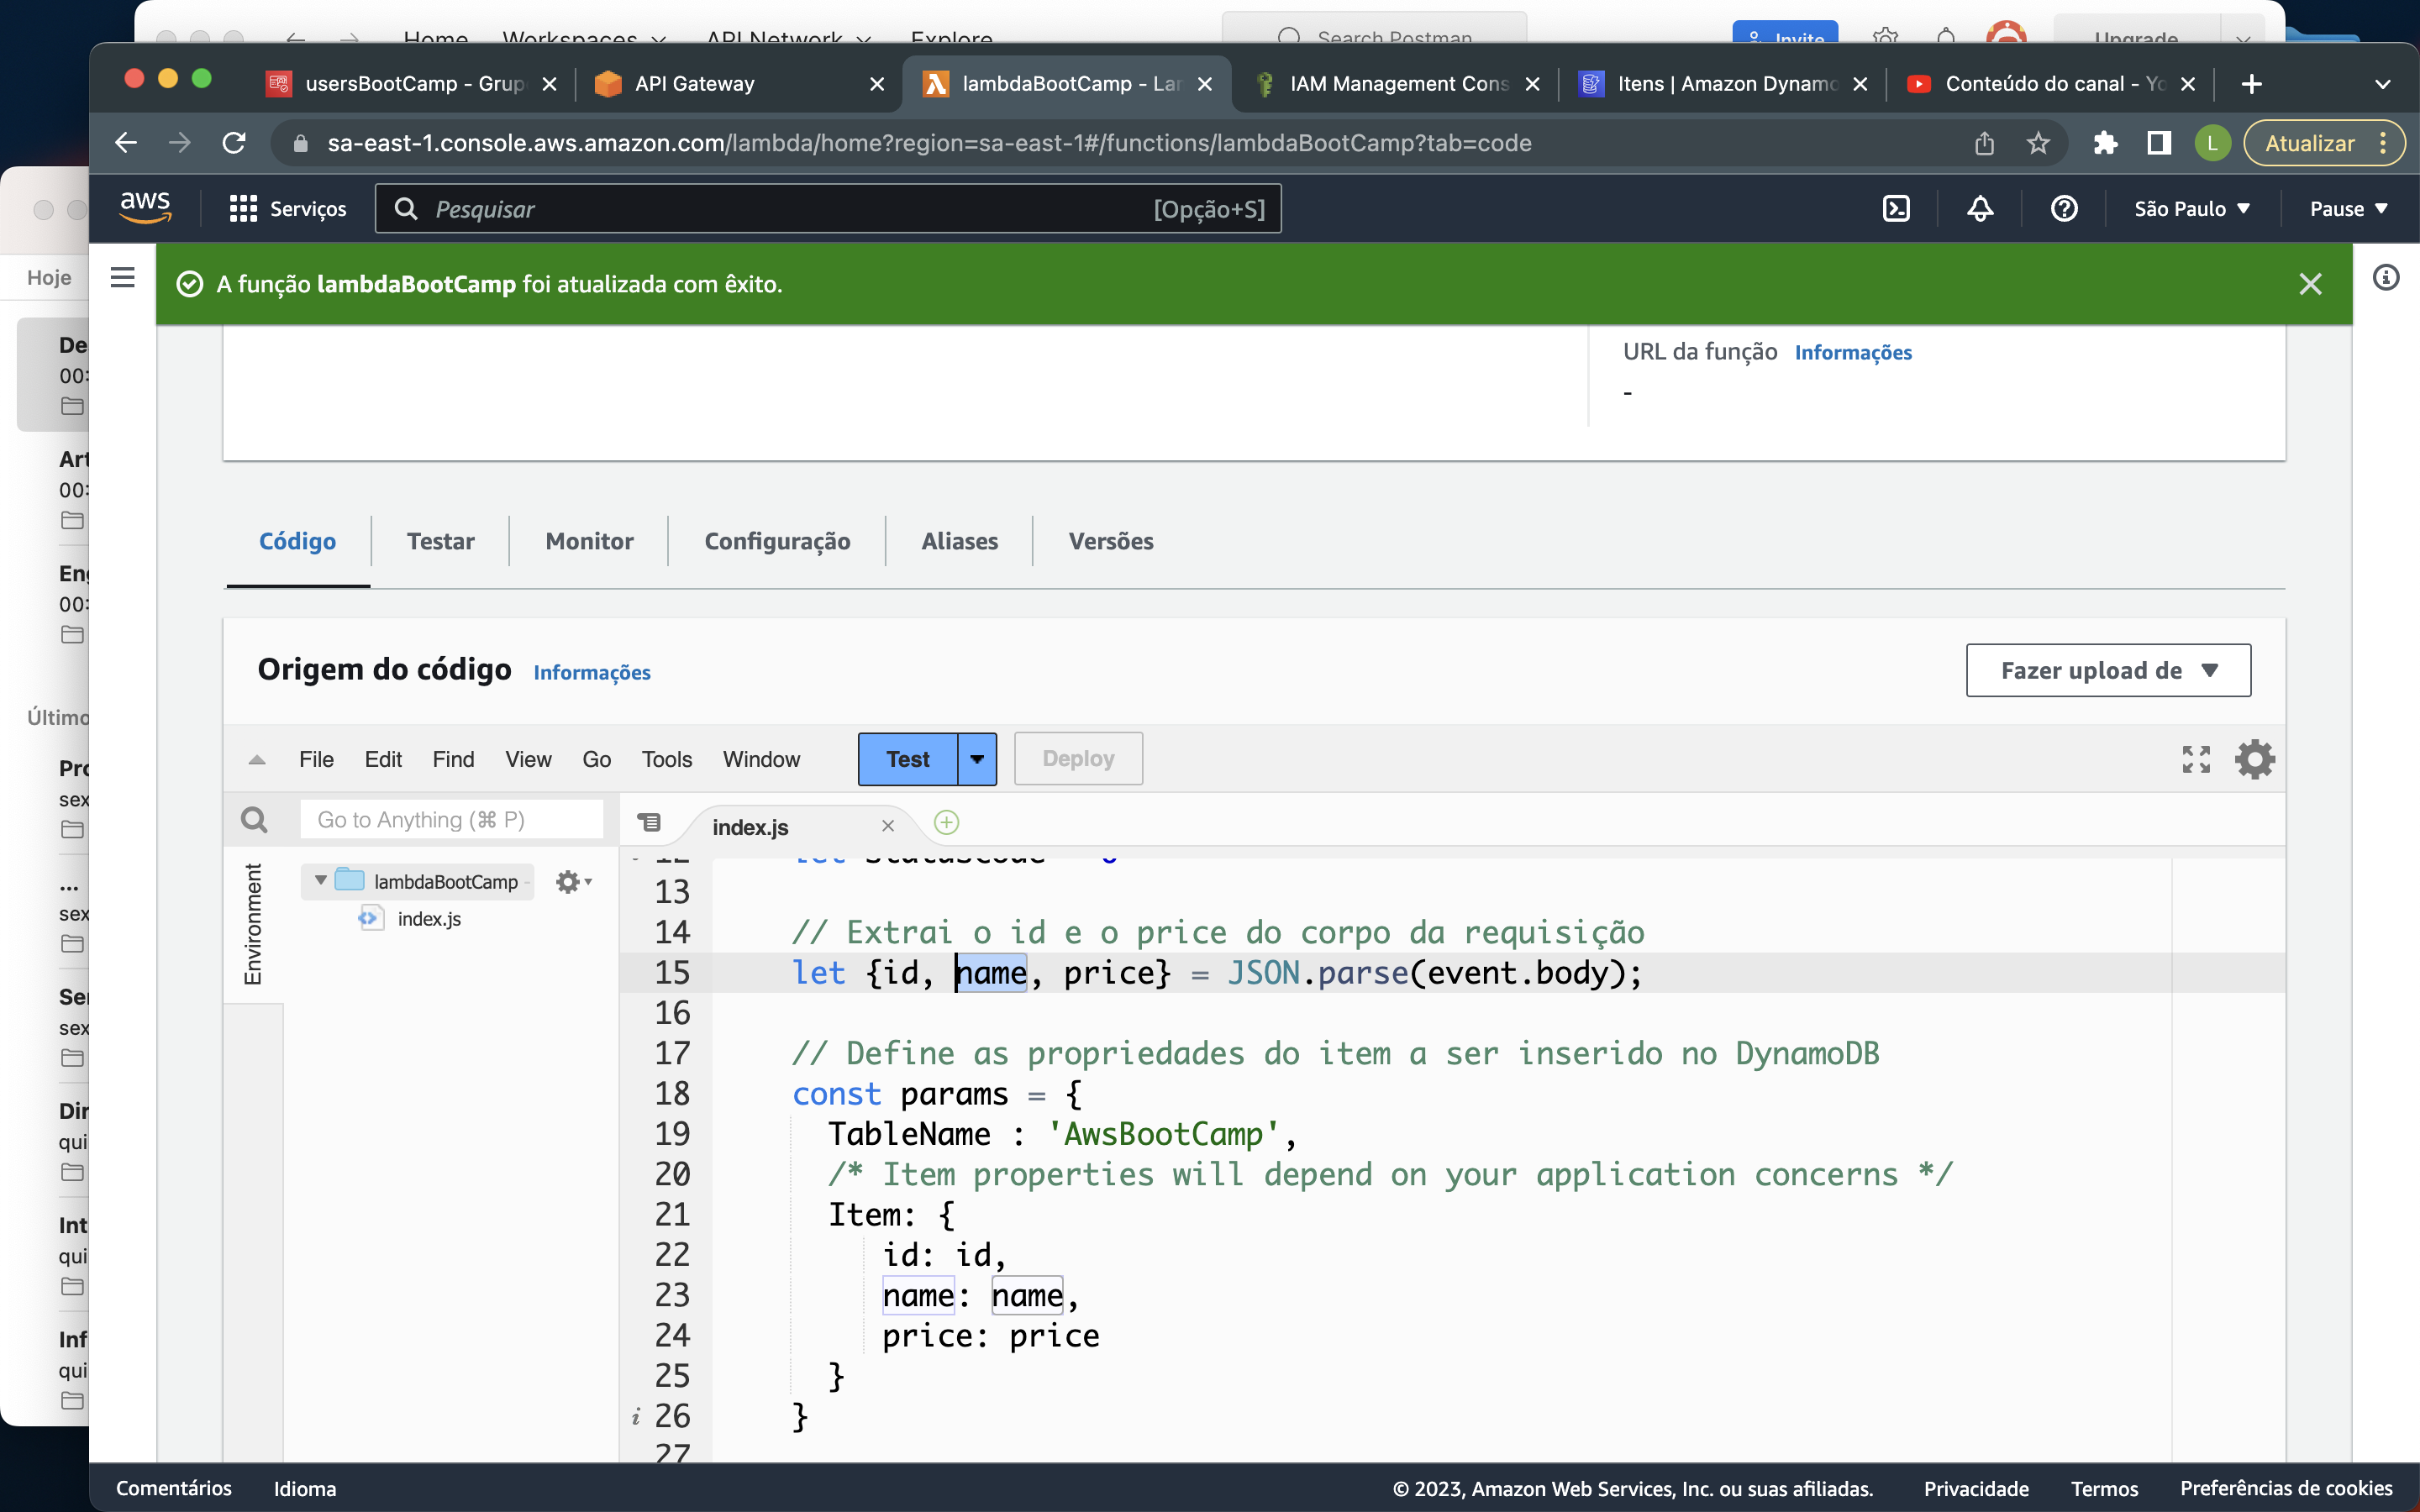 Home Workspaces API Network Explore Search Postman Invite Upgrade
usersBootCamp - Grup API Gateway lambdaBootCamp - Lar IAM Management Cons Itens | Amazon Dynamo Conteúdo do canal - Yo
sa-east-1.console.aws.amazon.com/lambda/home?region=sa-east-1#/functions/lambdaBootCamp?tab=code L Atualizar
aws Serviços Pesquisar [Opção+S] São Paulo Pause
A função lambdaBootCamp foi atualizada com êxito.
URL da função Informações
-
Código Testar Monitor Configuração Aliases Versões
Origem do código Informações Fazer upload de
File Edit Find View Go Tools Window Test Deploy
Go to Anything (⌘ P) index.js
Environment
lambdaBootCamp -
index.js
12 let statusCode = 0
13
14 // Extrai o id e o price do corpo da requisição
15 let {id, name, price} = JSON.parse(event.body);
16
17 // Define as propriedades do item a ser inserido no DynamoDB
18 const params = {
19 TableName : 'AwsBootCamp',
20 /* Item properties will depend on your application concerns */
21 Item: {
22 id: id,
23 name: name,
24 price: price
25 }
i 26 }
27
Comentários Idioma © 2023, Amazon Web Services, Inc. ou suas afiliadas. Privacidade Termos Preferências de cookies
Hoje
De
00:
Art
00:
Eng
00:
Último
Pro
sex
...
sex
Ser
sex
Dir
qui
Int
qui
Inf
qui